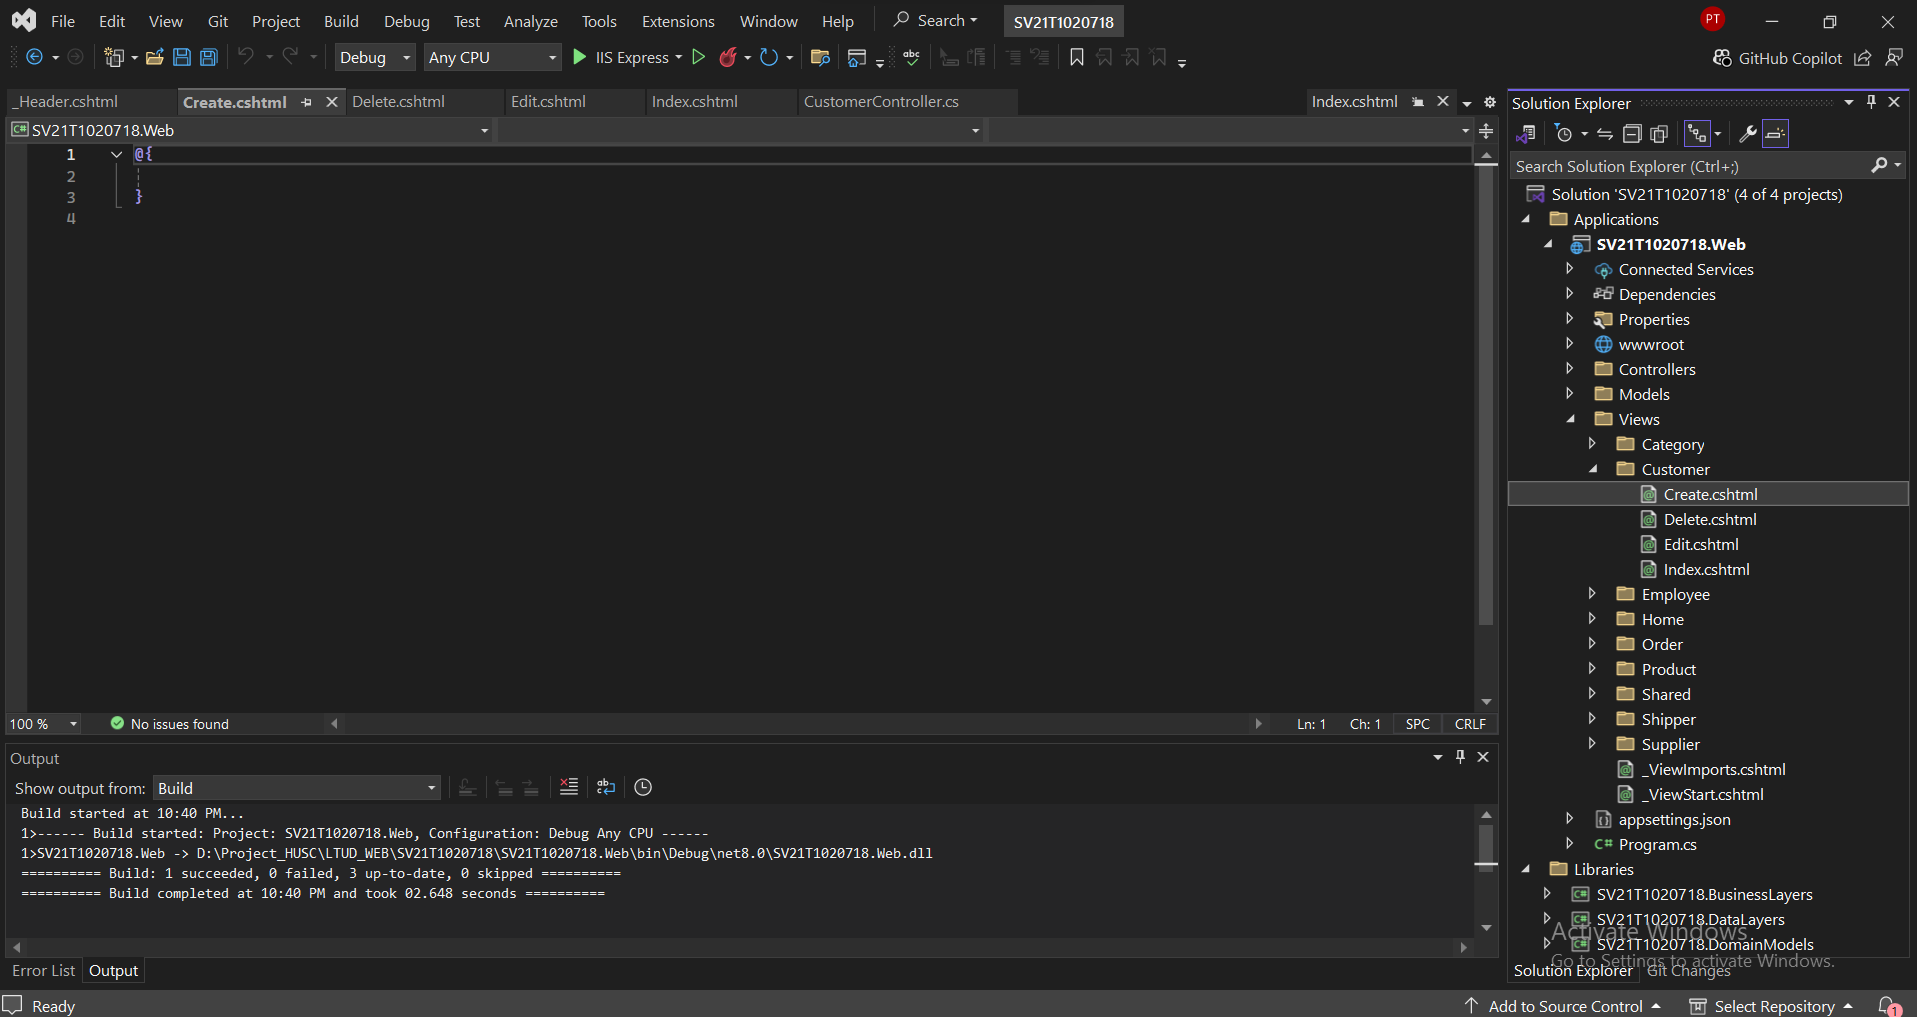 File Edit View Git Project Build Debug Test Analyze Tools Extensions Window Help Search SV21T1020718 PT
Debug Any CPU IIS Express abc GitHub Copilot
_Header.cshtml Create.cshtml Delete.cshtml Edit.cshtml Index.cshtml CustomerController.cs Index.cshtml
C# SV21T1020718.Web
1 @{
2
3 }
4
100 % No issues found Ln: 1 Ch: 1 SPC CRLF
Output
Show output from: Build
Build started at 10:40 PM...
1>------ Build started: Project: SV21T1020718.Web, Configuration: Debug Any CPU ------
1>SV21T1020718.Web -> D:\Project_HUSC\LTUD_WEB\SV21T1020718\SV21T1020718.Web\bin\Debug\net8.0\SV21T1020718.Web.dll
========== Build: 1 succeeded, 0 failed, 3 up-to-date, 0 skipped ==========
========== Build completed at 10:40 PM and took 02.648 seconds ==========
Error List Output
Solution Explorer
Search Solution Explorer (Ctrl+;)
Solution 'SV21T1020718' (4 of 4 projects)
Applications
SV21T1020718.Web
Connected Services
Dependencies
Properties
wwwroot
Controllers
Models
Views
Category
Customer
Create.cshtml
Delete.cshtml
Edit.cshtml
Index.cshtml
Employee
Home
Order
Product
Shared
Shipper
Supplier
_ViewImports.cshtml
_ViewStart.cshtml
appsettings.json
C# Program.cs
Libraries
C# SV21T1020718.BusinessLayers
C# SV21T1020718.DataLayers
C# SV21T1020718.DomainModels
Activate Windows
Go to Settings to activate Windows.
Solution Explorer Git Changes
Ready Add to Source Control Select Repository 1